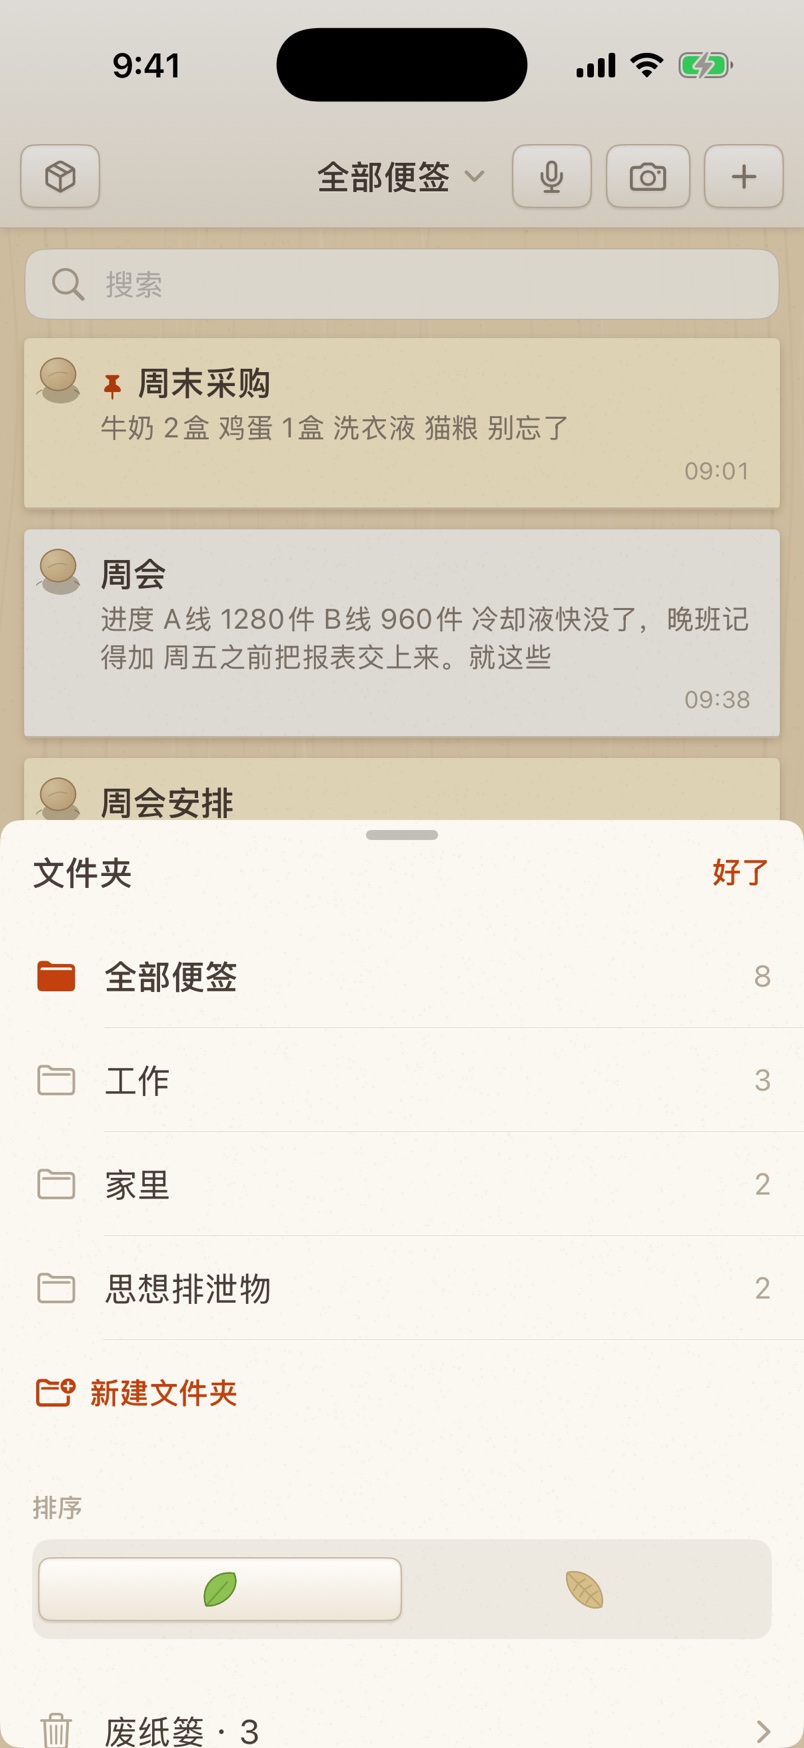 9:41
全部便签
搜索
周末采购
牛奶 2盒 鸡蛋 1盒 洗衣液 猫粮 别忘了
09:01
周会
进度 A线 1280件 B线 960件 冷却液快没了，晚班记
得加 周五之前把报表交上来。就这些
09:38
周会安排
文件夹
好了
全部便签
8
工作
3
家里
2
思想排泄物
2
新建文件夹
排序
废纸篓 · 3